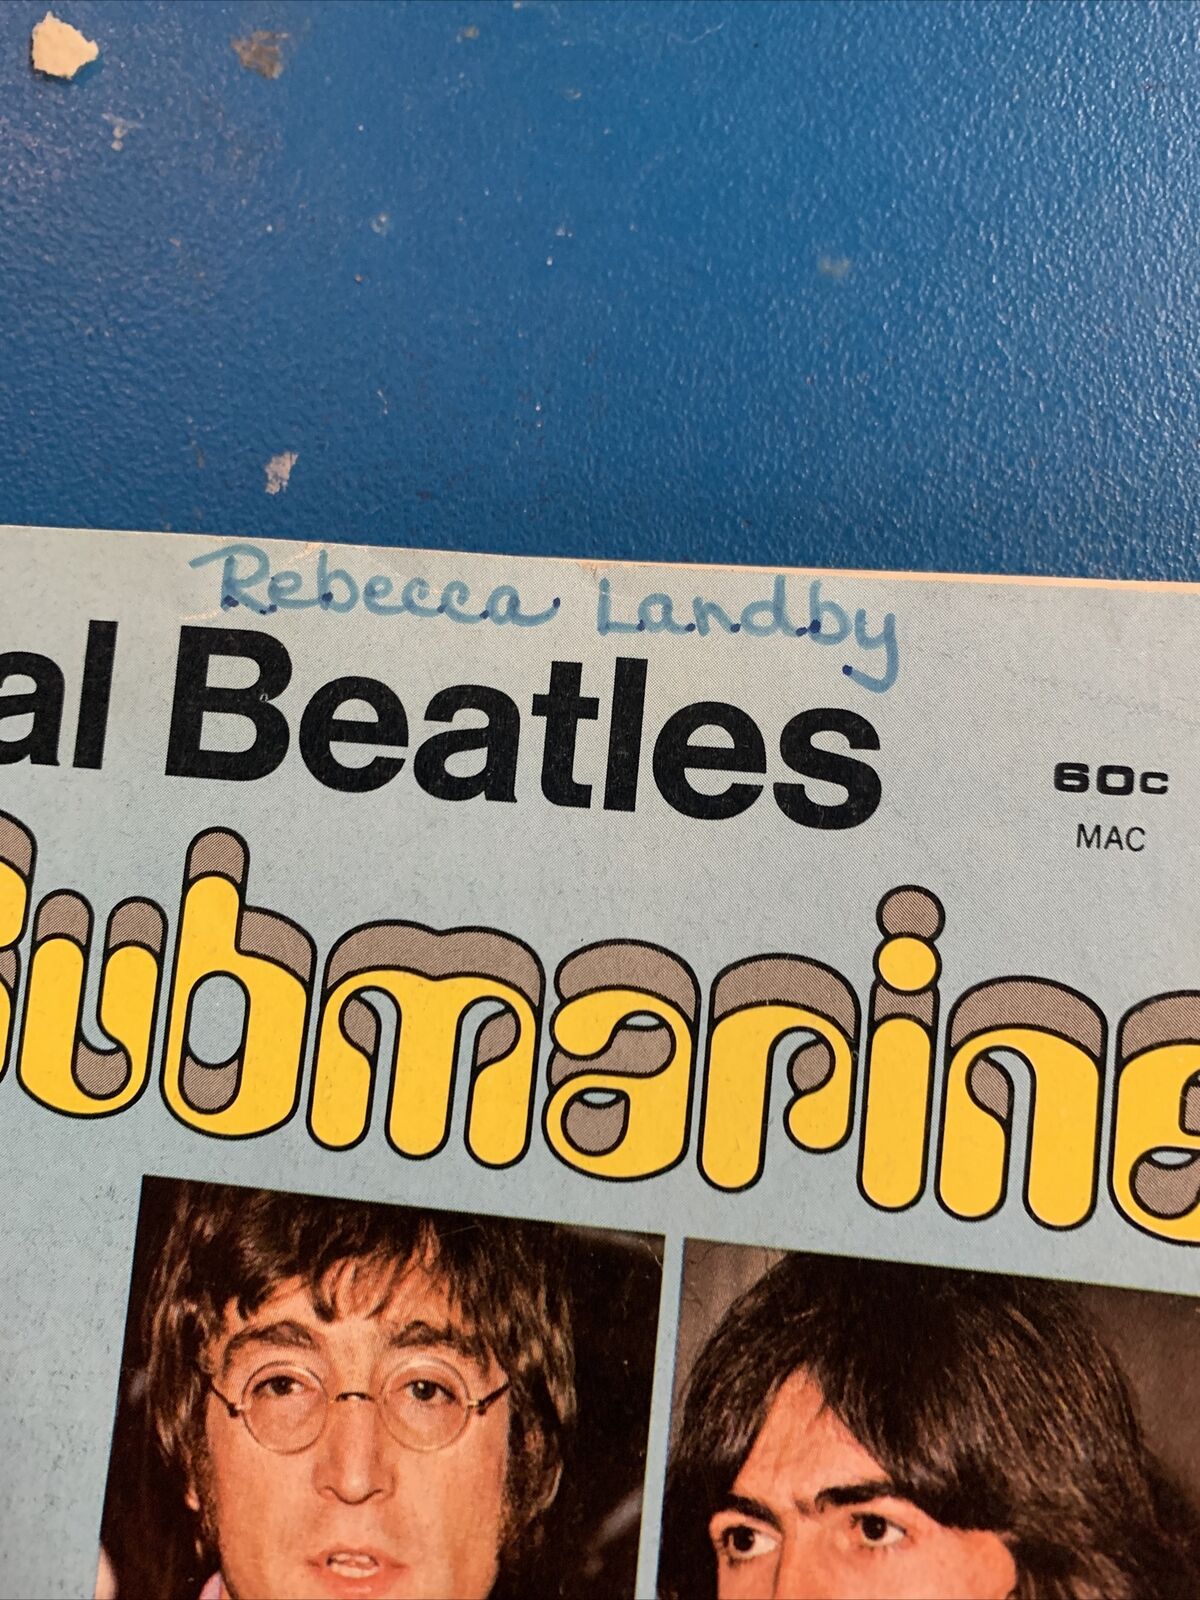 Rebecca Landby
al Beatles
60c
MAC
Submarine